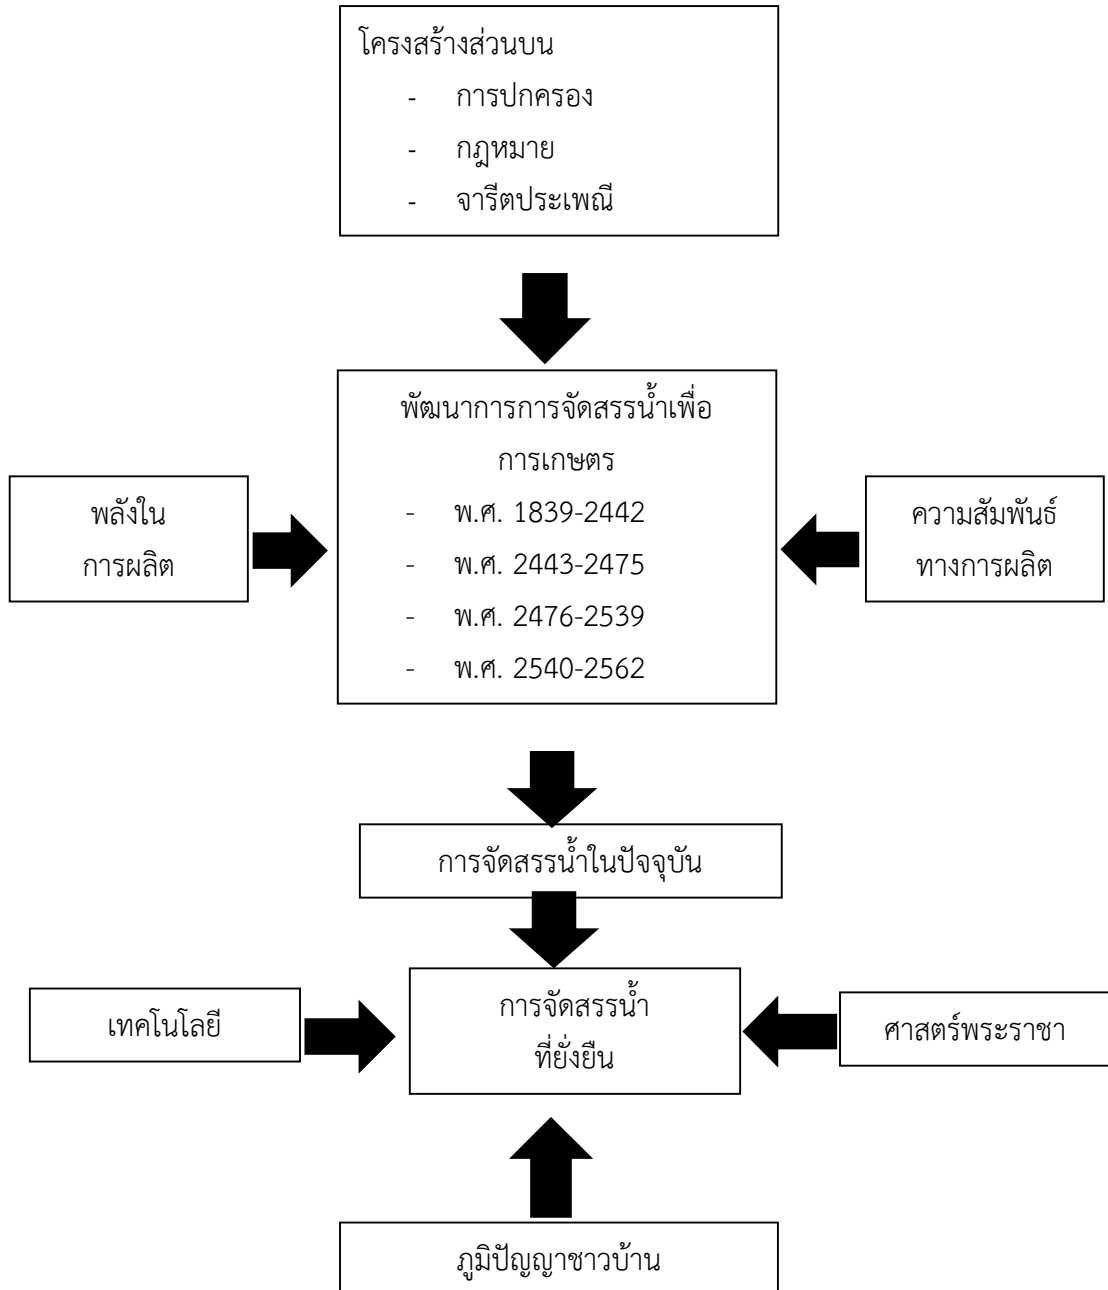 โครงสร้างส่วนบน
- การปกครอง
- กฎหมาย
- จารีตประเพณี
พัฒนาการการจัดสรรน้ำเพื่อ
การเกษตร
- พ.ศ. 1839-2442
- พ.ศ. 2443-2475
- พ.ศ. 2476-2539
- พ.ศ. 2540-2562
พลังใน
การผลิต
ความสัมพันธ์
ทางการผลิต
การจัดสรรน้ำในปัจจุบัน
การจัดสรรน้ำ
ที่ยั่งยืน
เทคโนโลยี
ศาสตร์พระราชา
ภูมิปัญญาชาวบ้าน